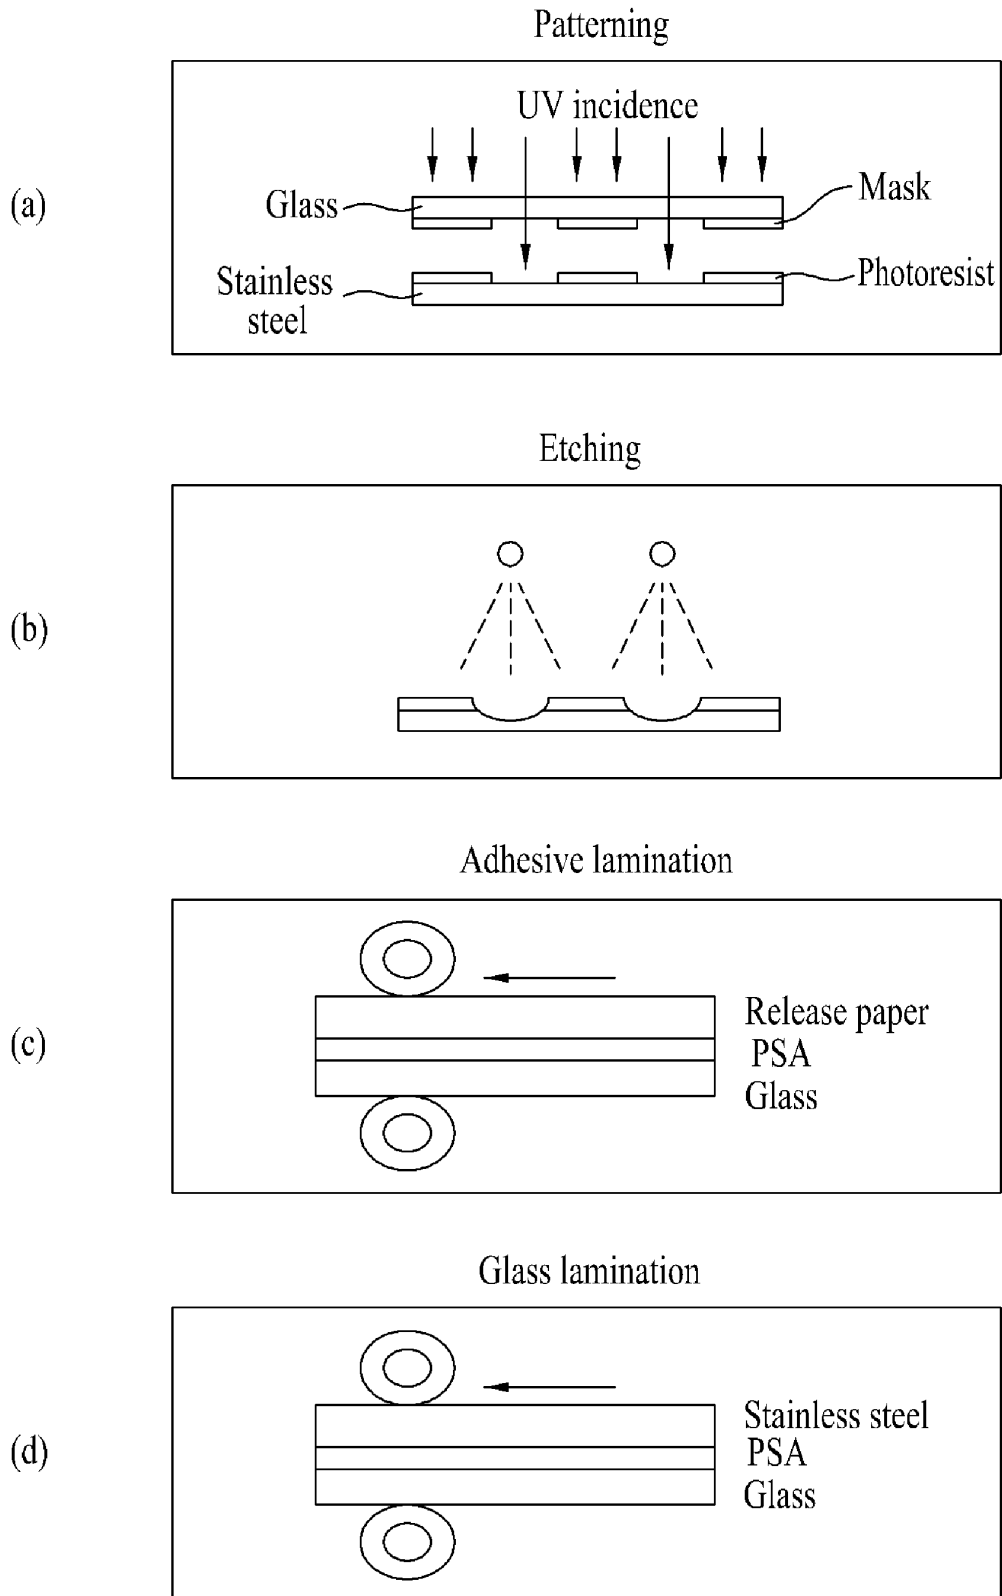 Patterning
(a)
UV incidence
Glass
Mask
Stainless
steel
Photoresist
Etching
(b)
Adhesive lamination
(c)
Release paper
PSA
Glass
Glass lamination
(d)
Stainless steel
PSA
Glass